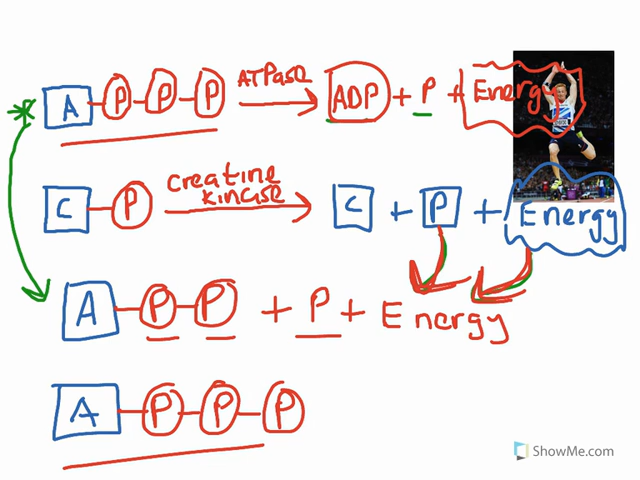 A P P P ATPase ADP + P + Energy
C P creatine kinase C + P + Energy
A P P + P + Energy
A P P P
ShowMe.com